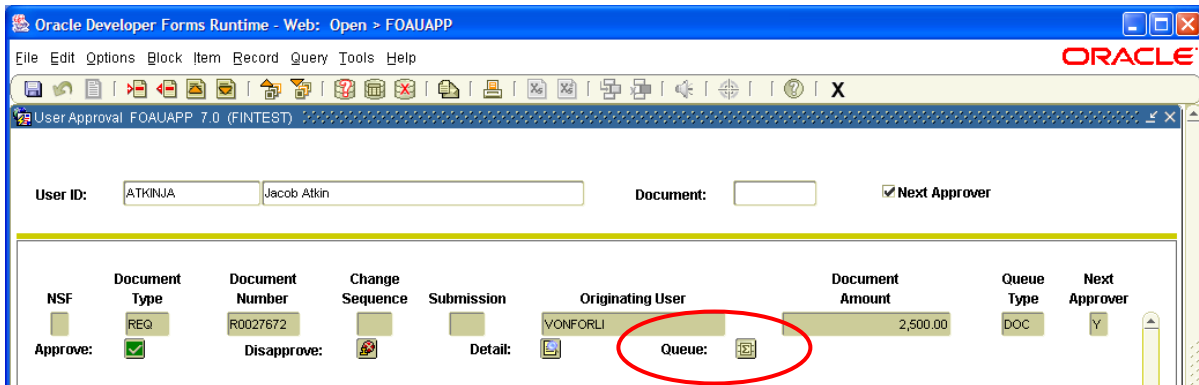 Oracle Developer Forms Runtime - Web: Open > FOAUAPP
File Edit Options Block Item Record Query Tools Help
ORACLE
X
User Approval FOAUAPP 7.0 (FINTEST)
User ID: ATKINJA Jacob Atkin Document: Next Approver
NSF Document Type Document Number Change Sequence Submission Originating User Document Amount Queue Type Next Approver
REQ R0027672 VONFORLI 2,500.00 DOC Y
Approve: Disapprove: Detail: Queue: